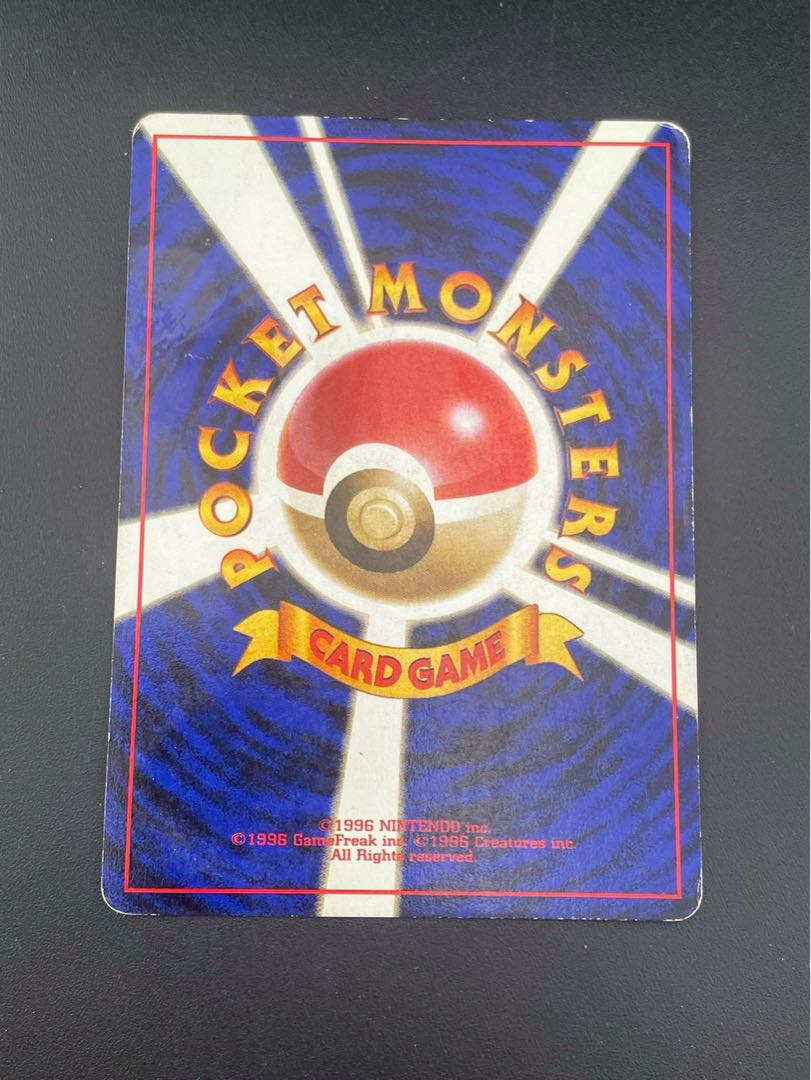 POCKET MONSTERS
CARD GAME
©1996 NINTENDO inc.
©1996 GameFreak inc. ©1996 Creatures inc.
All Rights reserved.